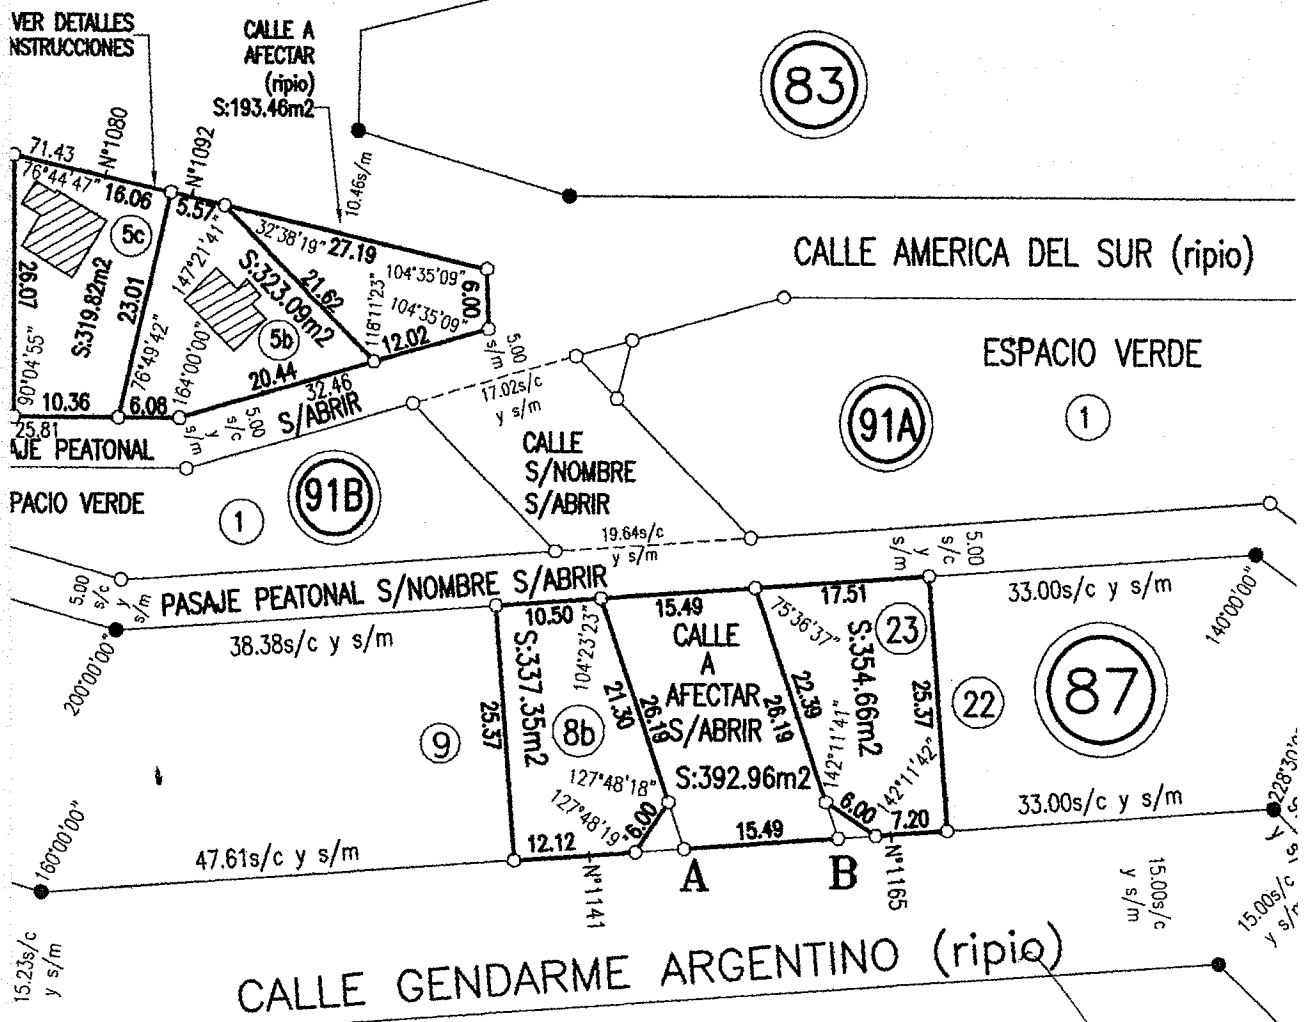 VER DETALLES
NSTRUCCIONES
CALLE A
AFECTAR
(ripio)
S:193.46m2
83
71.43
N°1080
N°1092
76°44'47"
16.06
5.57
10.46s/m
5c
32°38'19"
27.19
147°21'41"
104°35'09"
104°35'09"
6.00
CALLE AMERICA DEL SUR (ripio)
26.07
S:319.82m2
23.01
S:323.09m2
21.62
118°11'23"
12.02
5b
90°04'55"
76°49'42"
164°00'00"
20.44
32.46
S/ABRIR
5.00
s/m
10.36
6.08
25.81
AJE PEATONAL
5.00
s/c
y
s/m
17.02s/c
y s/m
ESPACIO VERDE
91A
1
CALLE
S/NOMBRE
S/ABRIR
PACIO VERDE
1
91B
19.64s/c
y s/m
5.00
s/c
y
s/m
5.00
s/c
y
s/m
PASAJE PEATONAL S/NOMBRE S/ABRIR
38.38s/c y s/m
10.50
15.49
17.51
33.00s/c y s/m
140°00'00"
200°00'00"
104°23'23"
75°36'37"
23
CALLE
A
AFECTAR
S/ABRIR
S:392.96m2
S:337.35m2
S:354.66m2
25.37
21.30
26.19
22.39
26.19
25.37
9
8b
22
87
127°48'18"
127°48'19"
6.00
142°11'41"
142°11'42"
6.00
7.20
33.00s/c y s/m
228°30'0
160°00'00"
47.61s/c y s/m
12.12
15.49
A
B
N°1141
N°1165
15.00s/c
y s/m
15.00s/c
y s/m
15.23s/c
y s/m
CALLE GENDARME ARGENTINO (ripio)